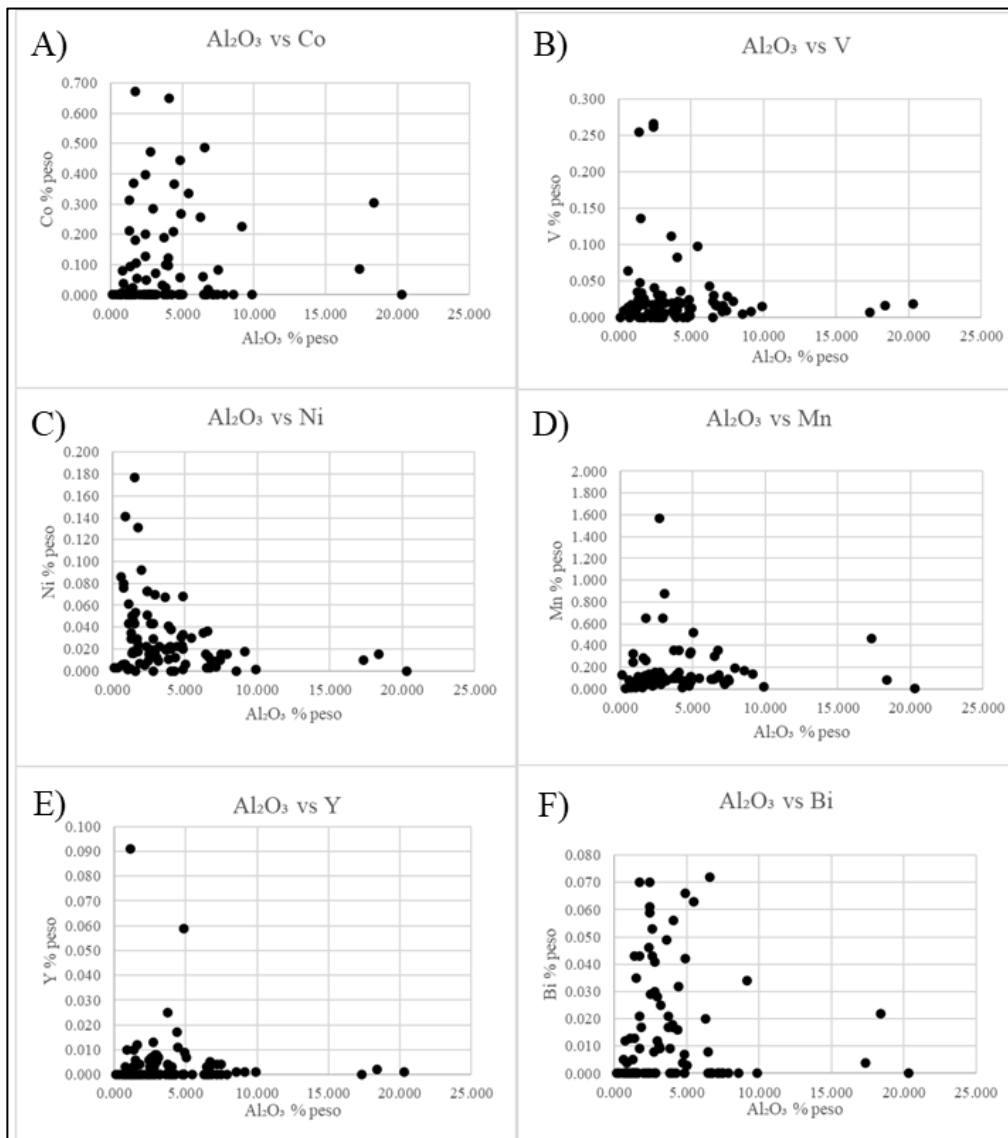 A)
Al₂O₃ vs Co
Co % peso
0.700
0.600
0.500
0.400
0.300
0.200
0.100
0.000
0.000 5.000 10.000 15.000 20.000 25.000
Al₂O₃ % peso
B)
Al₂O₃ vs V
V % peso
0.300
0.250
0.200
0.150
0.100
0.050
0.000
0.000 5.000 10.000 15.000 20.000 25.000
Al₂O₃ % peso
C)
Al₂O₃ vs Ni
Ni % peso
0.200
0.180
0.160
0.140
0.120
0.100
0.080
0.060
0.040
0.020
0.000
0.000 5.000 10.000 15.000 20.000 25.000
Al₂O₃ % peso
D)
Al₂O₃ vs Mn
Mn % peso
2.000
1.800
1.600
1.400
1.200
1.000
0.800
0.600
0.400
0.200
0.000
0.000 5.000 10.000 15.000 20.000 25.000
Al₂O₃ % peso
E)
Al₂O₃ vs Y
Y % peso
0.100
0.090
0.080
0.070
0.060
0.050
0.040
0.030
0.020
0.010
0.000
0.000 5.000 10.000 15.000 20.000 25.000
Al₂O₃ % peso
F)
Al₂O₃ vs Bi
Bi % peso
0.080
0.070
0.060
0.050
0.040
0.030
0.020
0.010
0.000
0.000 5.000 10.000 15.000 20.000 25.000
Al₂O₃ % peso